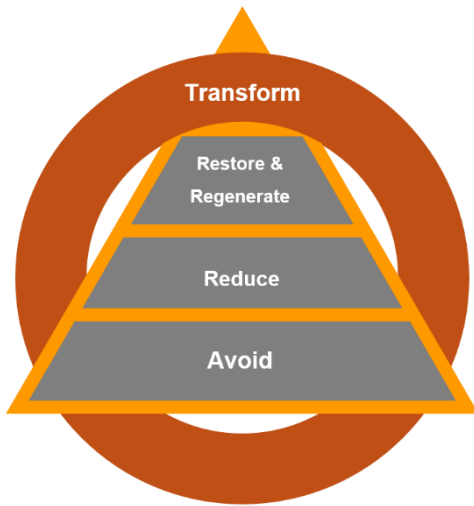 Transform
Restore &
Regenerate
Reduce
Avoid